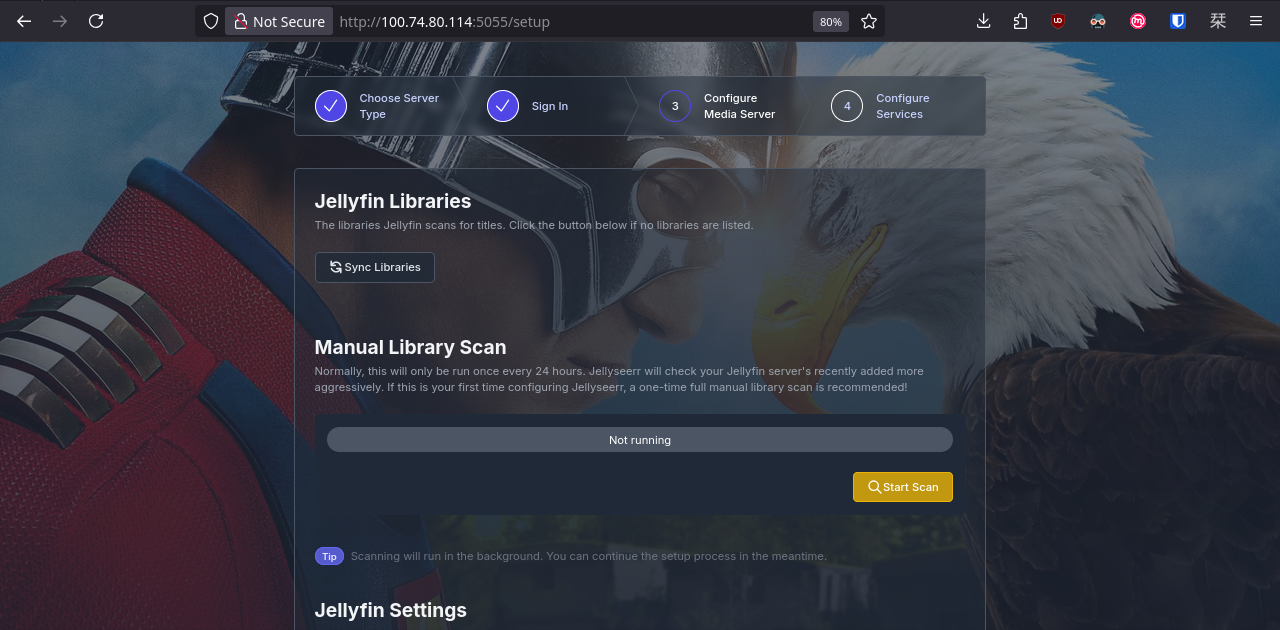 Not Secure http://100.74.80.114:5055/setup 80%
Choose Server
Type
Sign In
3
Configure
Media Server
4
Configure
Services
Jellyfin Libraries
The libraries Jellyfin scans for titles. Click the button below if no libraries are listed.
Sync Libraries
Manual Library Scan
Normally, this will only be run once every 24 hours. Jellyseerr will check your Jellyfin server's recently added more
aggressively. If this is your first time configuring Jellyseerr, a one-time full manual library scan is recommended!
Not running
Start Scan
Tip Scanning will run in the background. You can continue the setup process in the meantime.
Jellyfin Settings